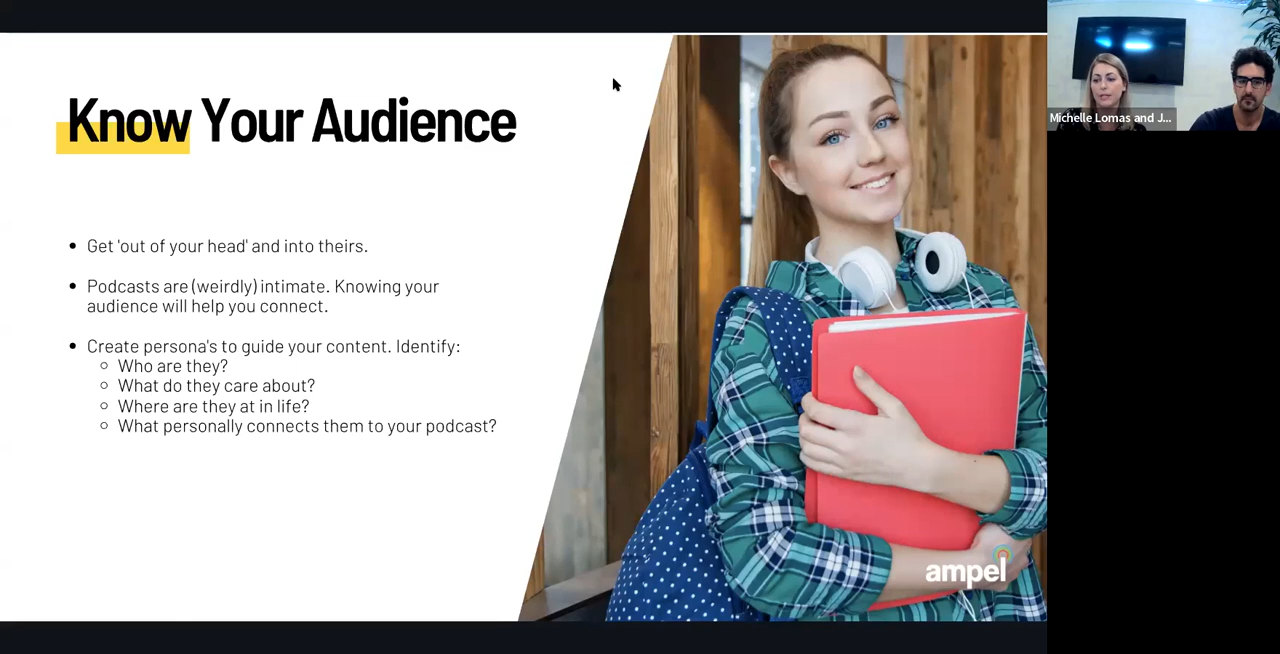 Know Your Audience
Get 'out of your head' and into theirs.
Podcasts are (weirdly) intimate. Knowing your
audience will help you connect.
Create persona's to guide your content. Identify:
Who are they?
What do they care about?
Where are they at in life?
What personally connects them to your podcast?
ampel
Michelle Lomas and J...